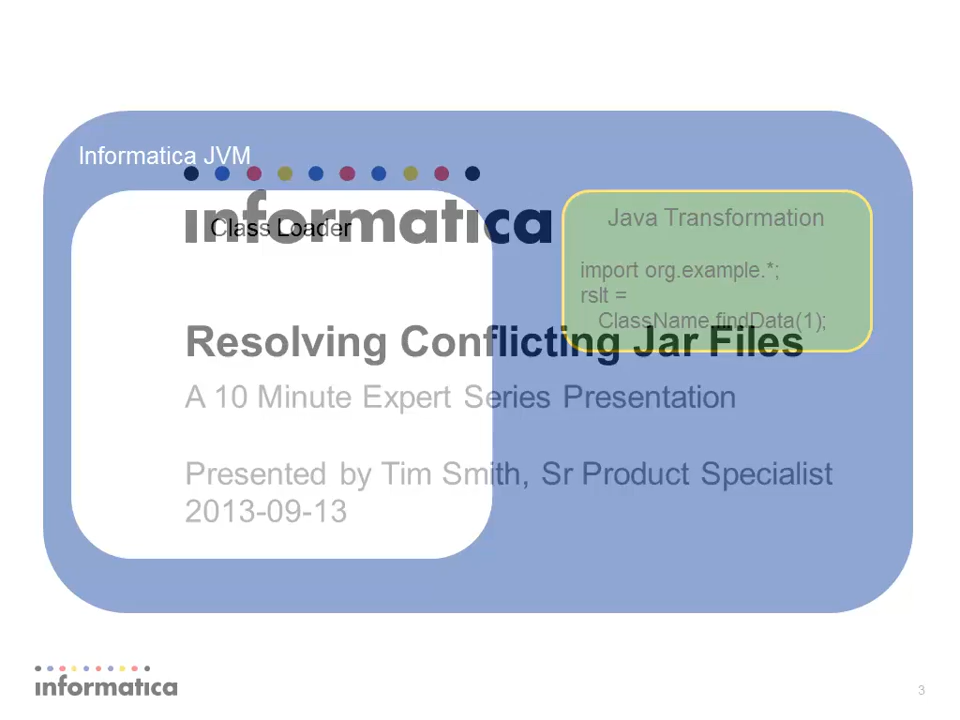 Informatica JVM
informatica
Class Loader
Java Transformation
import org.example.*;
rslt =
ClassName.findData(1);
Resolving Conflicting Jar Files
A 10 Minute Expert Series Presentation
Presented by Tim Smith, Sr Product Specialist
2013-09-13
informatica
3